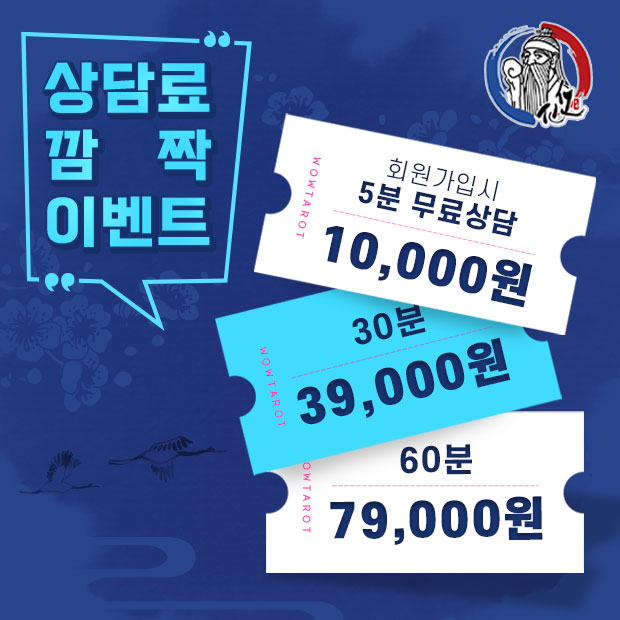 상담료
깜짝
이벤트
WOWTAROT
회원가입시
5분 무료상담
10,000원
WOWTAROT
30분
39,000원
WOWTAROT
60분
79,000원